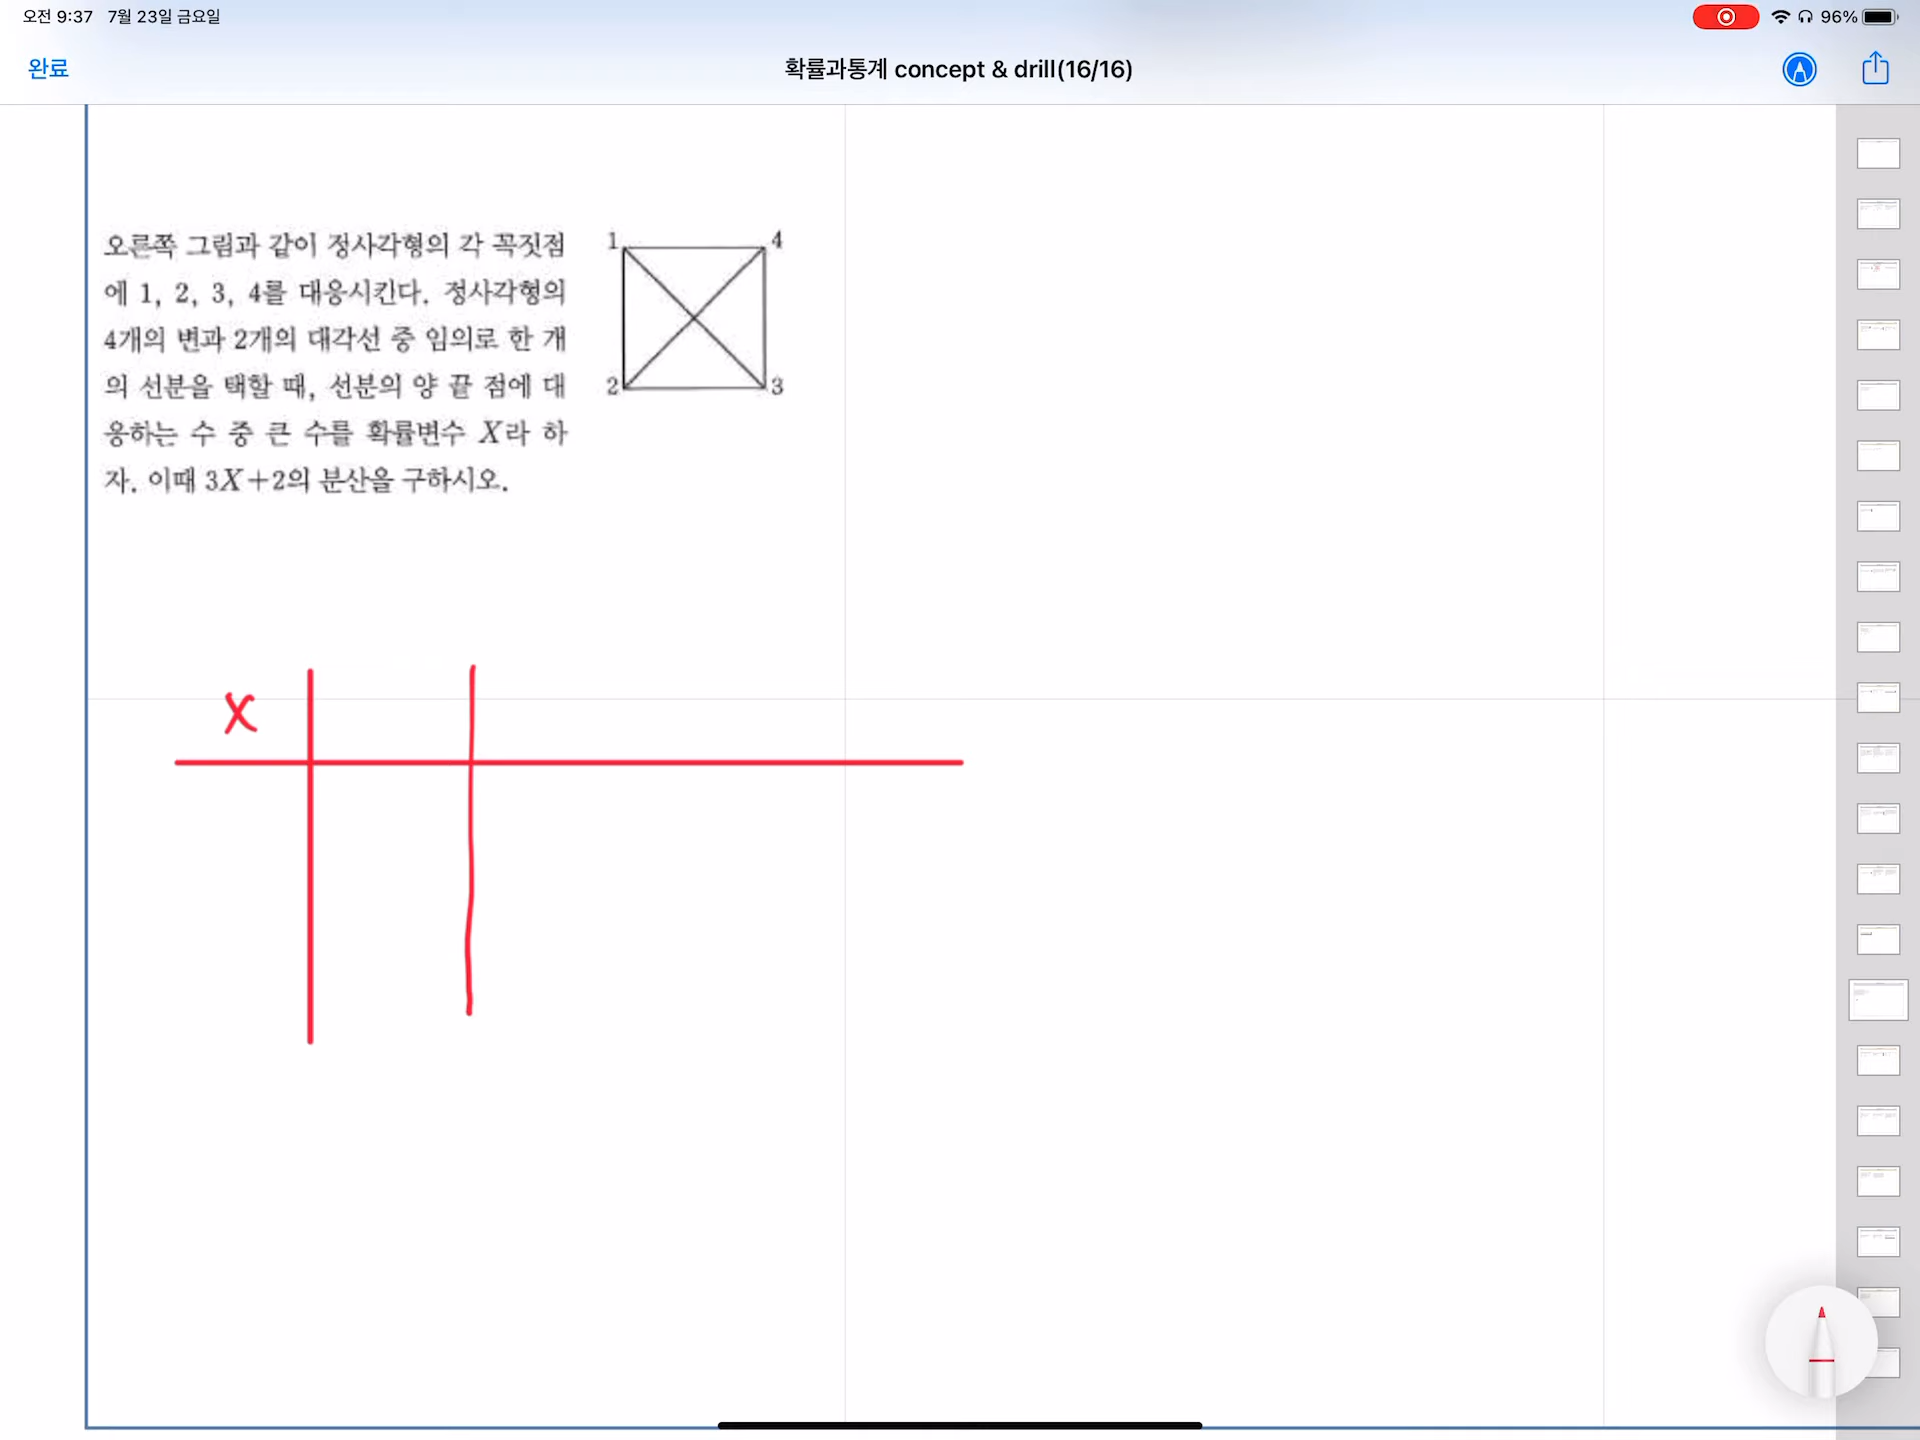 오전 9:37 7월 23일 금요일
96%
완료
확률과통계 concept & drill(16/16)
오른쪽 그림과 같이 정사각형의 각 꼭짓점
에 1, 2, 3, 4를 대응시킨다. 정사각형의
4개의 변과 2개의 대각선 중 임의로 한 개
의 선분을 택할 때, 선분의 양 끝 점에 대
응하는 수 중 큰 수를 확률변수 X라 하
자. 이때 3X+2의 분산을 구하시오.
1 4
2 3
X